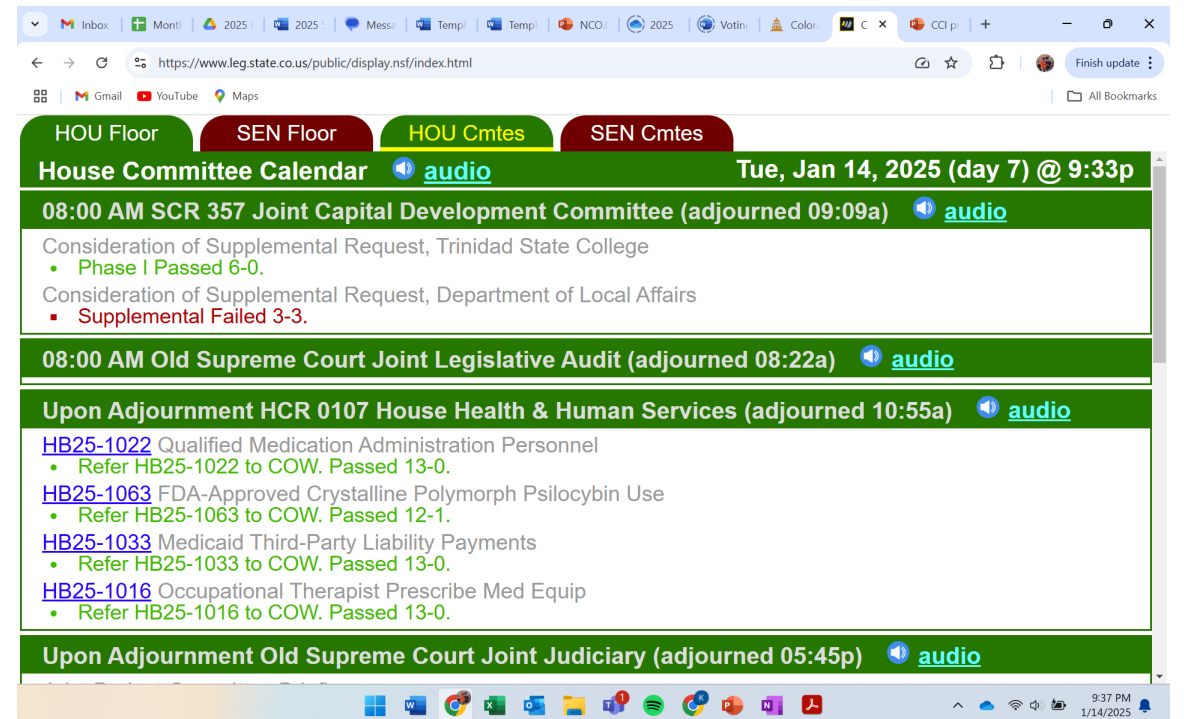 Inbox
Month
2025
2025 S
Messa
Templ
Templ
NCO.
2025
Voting
Color
C
CCI p
https://www.leg.state.co.us/public/display.nsf/index.html
Finish update
Gmail
YouTube
Maps
All Bookmarks
HOU Floor
SEN Floor
HOU Cmtes
SEN Cmtes
House Committee Calendar audio Tue, Jan 14, 2025 (day 7) @ 9:33p
08:00 AM SCR 357 Joint Capital Development Committee (adjourned 09:09a) audio
Consideration of Supplemental Request, Trinidad State College
• Phase I Passed 6-0.
Consideration of Supplemental Request, Department of Local Affairs
▪ Supplemental Failed 3-3.
08:00 AM Old Supreme Court Joint Legislative Audit (adjourned 08:22a) audio
Upon Adjournment HCR 0107 House Health & Human Services (adjourned 10:55a) audio
HB25-1022 Qualified Medication Administration Personnel
• Refer HB25-1022 to COW. Passed 13-0.
HB25-1063 FDA-Approved Crystalline Polymorph Psilocybin Use
• Refer HB25-1063 to COW. Passed 12-1.
HB25-1033 Medicaid Third-Party Liability Payments
• Refer HB25-1033 to COW. Passed 13-0.
HB25-1016 Occupational Therapist Prescribe Med Equip
• Refer HB25-1016 to COW. Passed 13-0.
Upon Adjournment Old Supreme Court Joint Judiciary (adjourned 05:45p) audio
9:37 PM
1/14/2025